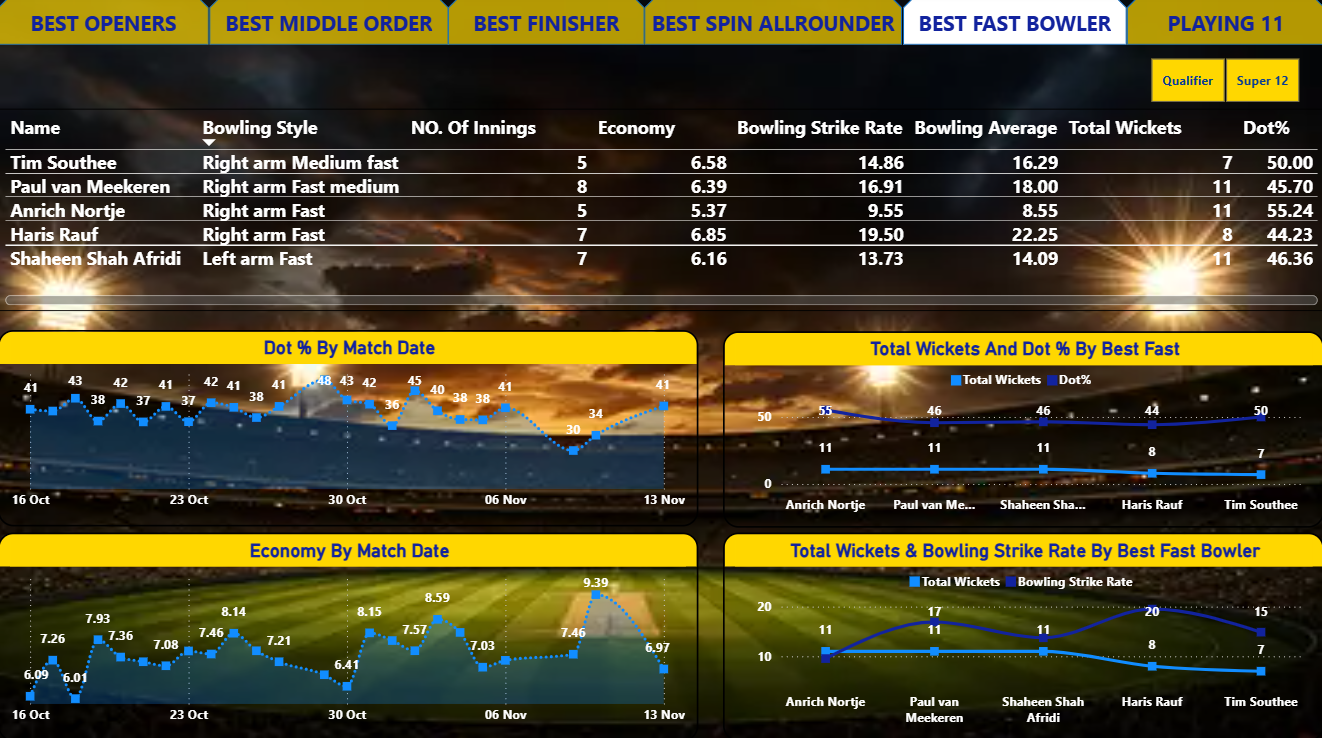 BEST OPENERS BEST MIDDLE ORDER BEST FINISHER BEST SPIN ALLROUNDER BEST FAST BOWLER PLAYING 11
Qualifier Super 12
Name Bowling Style NO. Of Innings Economy Bowling Strike Rate Bowling Average Total Wickets Dot%
Tim Southee Right arm Medium fast 5 6.58 14.86 16.29 7 50.00
Paul van Meekeren Right arm Fast medium 8 6.39 16.91 18.00 11 45.70
Anrich Nortje Right arm Fast 5 5.37 9.55 8.55 11 55.24
Haris Rauf Right arm Fast 7 6.85 19.50 22.25 8 44.23
Shaheen Shah Afridi Left arm Fast 7 6.16 13.73 14.09 11 46.36
Dot % By Match Date
41 43 38 42 37 41 37 42 41 38 41 48 43 42 36 45 40 38 38 41 30 34 41
16 Oct 23 Oct 30 Oct 06 Nov 13 Nov
Total Wickets And Dot % By Best Fast
Total Wickets Dot%
50
55 46 46 44 50
11 11 11 8 7
0
Anrich Nortje Paul van Me... Shaheen Sha... Haris Rauf Tim Southee
Economy By Match Date
6.09 7.26 6.01 7.93 7.36 7.08 7.46 8.14 7.21 6.41 8.15 7.57 8.59 7.03 7.46 9.39 6.97
16 Oct 23 Oct 30 Oct 06 Nov 13 Nov
Total Wickets & Bowling Strike Rate By Best Fast Bowler
Total Wickets Bowling Strike Rate
20
17 20 15
11 11 11 8 7
10
Anrich Nortje Paul van Shaheen Shah Haris Rauf Tim Southee
Meekeren Afridi